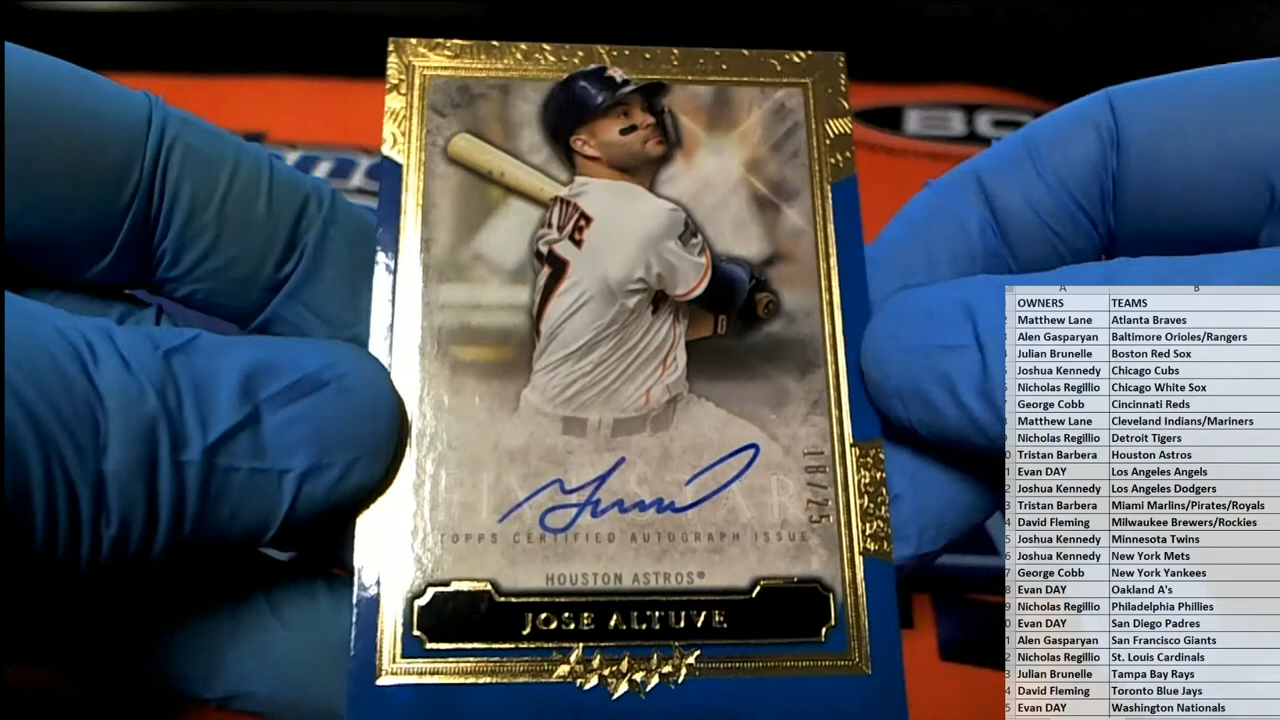 BO
VE
7
18/25
FIVE STAR
TOPPS CERTIFIED AUTOGRAPH ISSUE
HOUSTON ASTROS®
JOSE ALTUVE
A B
OWNERS TEAMS
Matthew Lane Atlanta Braves
Alen Gasparyan Baltimore Orioles/Rangers
Julian Brunelle Boston Red Sox
Joshua Kennedy Chicago Cubs
Nicholas Regillio Chicago White Sox
George Cobb Cincinnati Reds
Matthew Lane Cleveland Indians/Mariners
Nicholas Regillio Detroit Tigers
Tristan Barbera Houston Astros
Evan DAY Los Angeles Angels
Joshua Kennedy Los Angeles Dodgers
Tristan Barbera Miami Marlins/Pirates/Royals
David Fleming Milwaukee Brewers/Rockies
Joshua Kennedy Minnesota Twins
Joshua Kennedy New York Mets
George Cobb New York Yankees
Evan DAY Oakland A's
Nicholas Regillio Philadelphia Phillies
Evan DAY San Diego Padres
Alen Gasparyan San Francisco Giants
Nicholas Regillio St. Louis Cardinals
Julian Brunelle Tampa Bay Rays
David Fleming Toronto Blue Jays
Evan DAY Washington Nationals